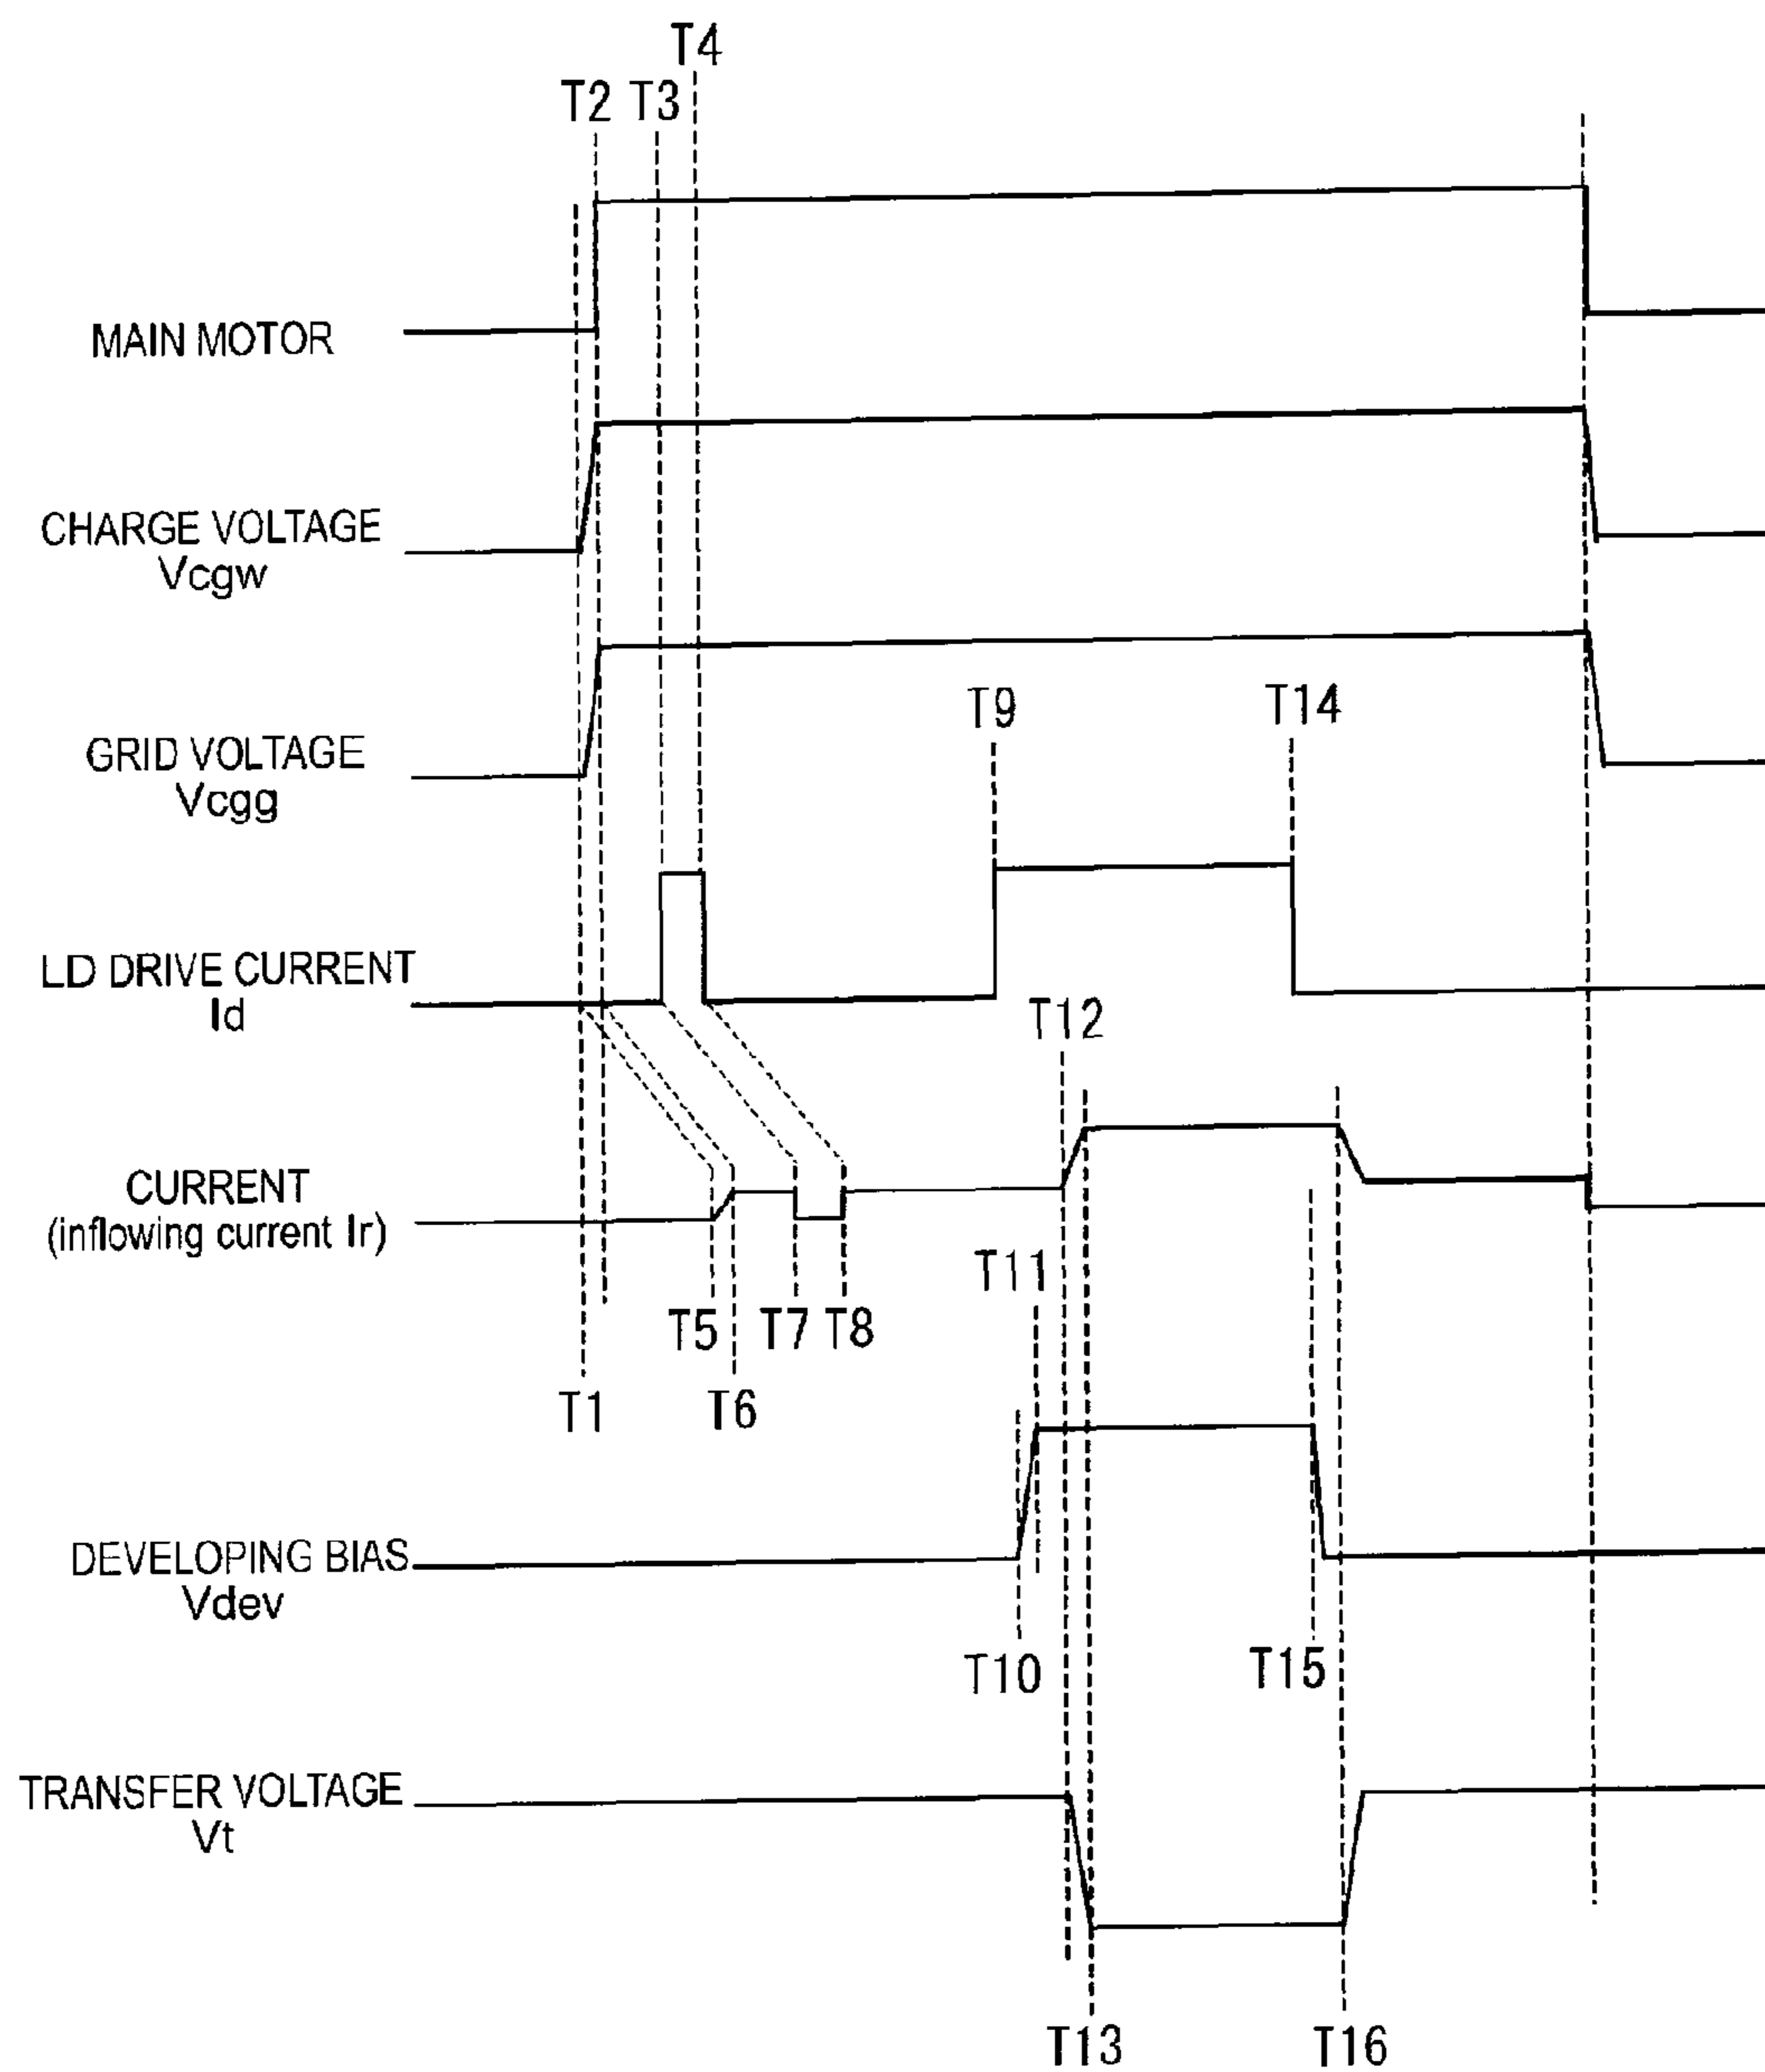 T4
T2 T3
MAIN MOTOR
CHARGE VOLTAGE
Vcgw
T9 T14
GRID VOLTAGE
Vcgg
LD DRIVE CURRENT
Id
T12
CURRENT
(inflowing current Ir)
T11
T5 T7 T8
T1 T6
DEVELOPING BIAS
Vdev
T10 T15
TRANSFER VOLTAGE
Vt
T13 T16